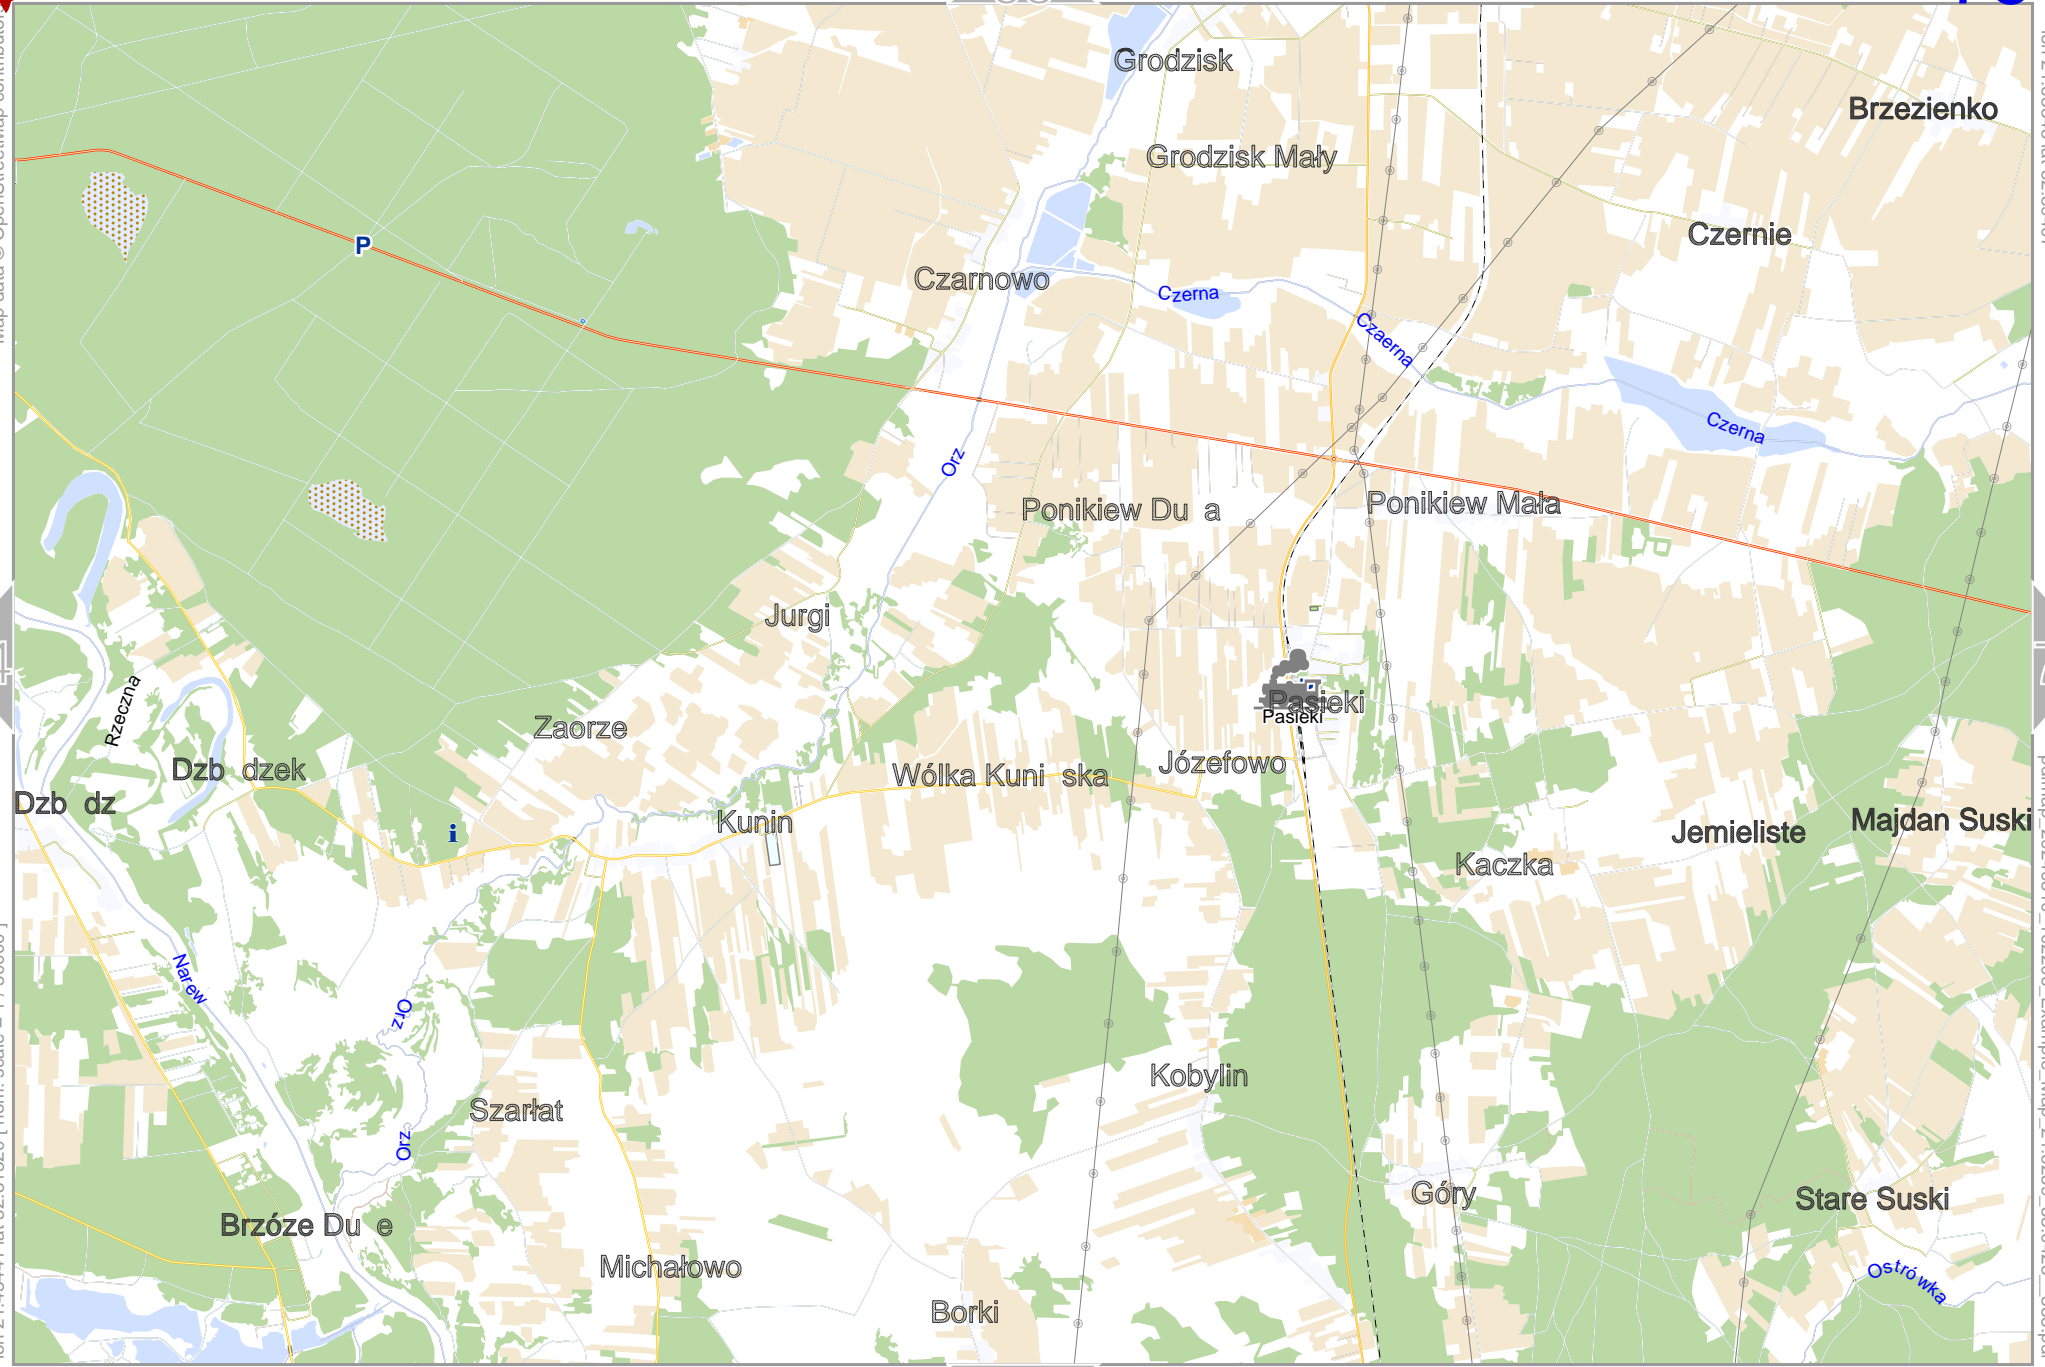 Grodzisk
Brzezienko
Grodzisk Mały
Czernie
P
Czarnowo
Czerna
Czaerna
Czerna
Orz
Ponikiew Du a
Ponikiew Mała
Jurgi
Rzeczna
Zaorze
Pasieki
Pasieki
Dzb dzek
Wólka Kuni ska
Józefowo
Dzb dz
Kunin
i
Jemieliste
Majdan Suski
Kaczka
Narew
Orz
Kobylin
Szarłat
Orz
Góry
Stare Suski
Brzóze Du e
Michałowo
Ostrówka
Borki